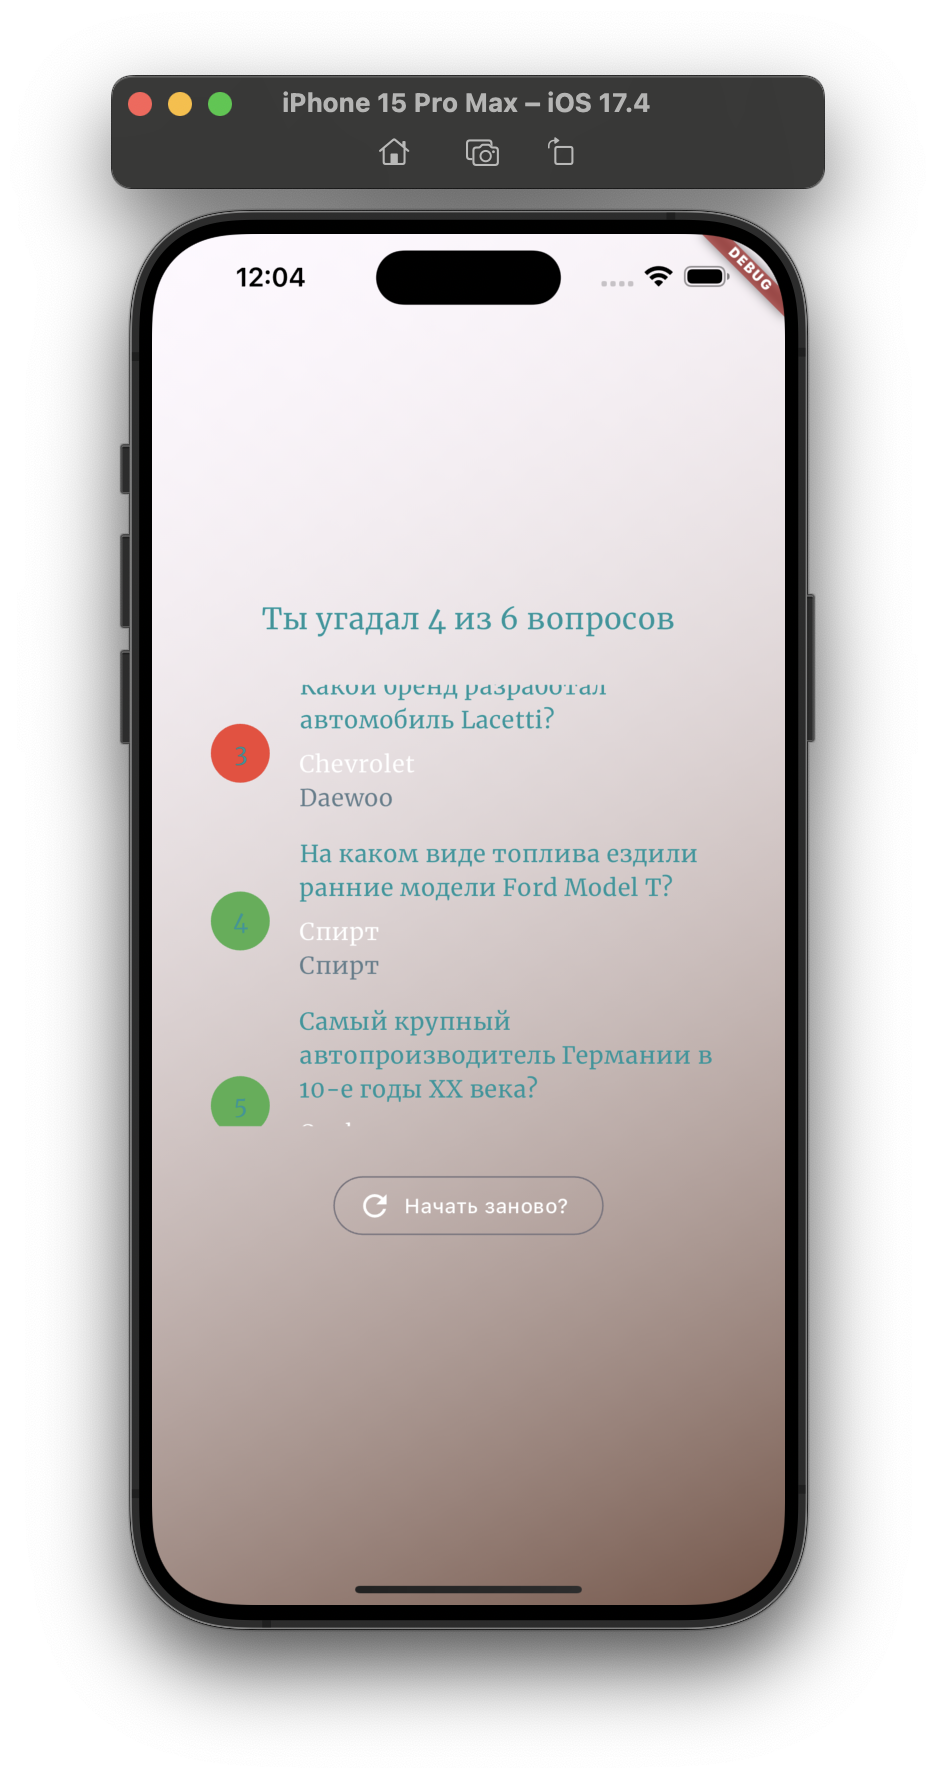 iPhone 15 Pro Max – iOS 17.4
12:04
DEBUG
Ты угадал 4 из 6 вопросов
Какой бренд разработал
автомобиль Lacetti?
3
Chevrolet
Daewoo
На каком виде топлива ездили
ранние модели Ford Model T?
4
Спирт
Спирт
Самый крупный
автопроизводитель Германии в
10-е годы XX века?
5
Начать заново?